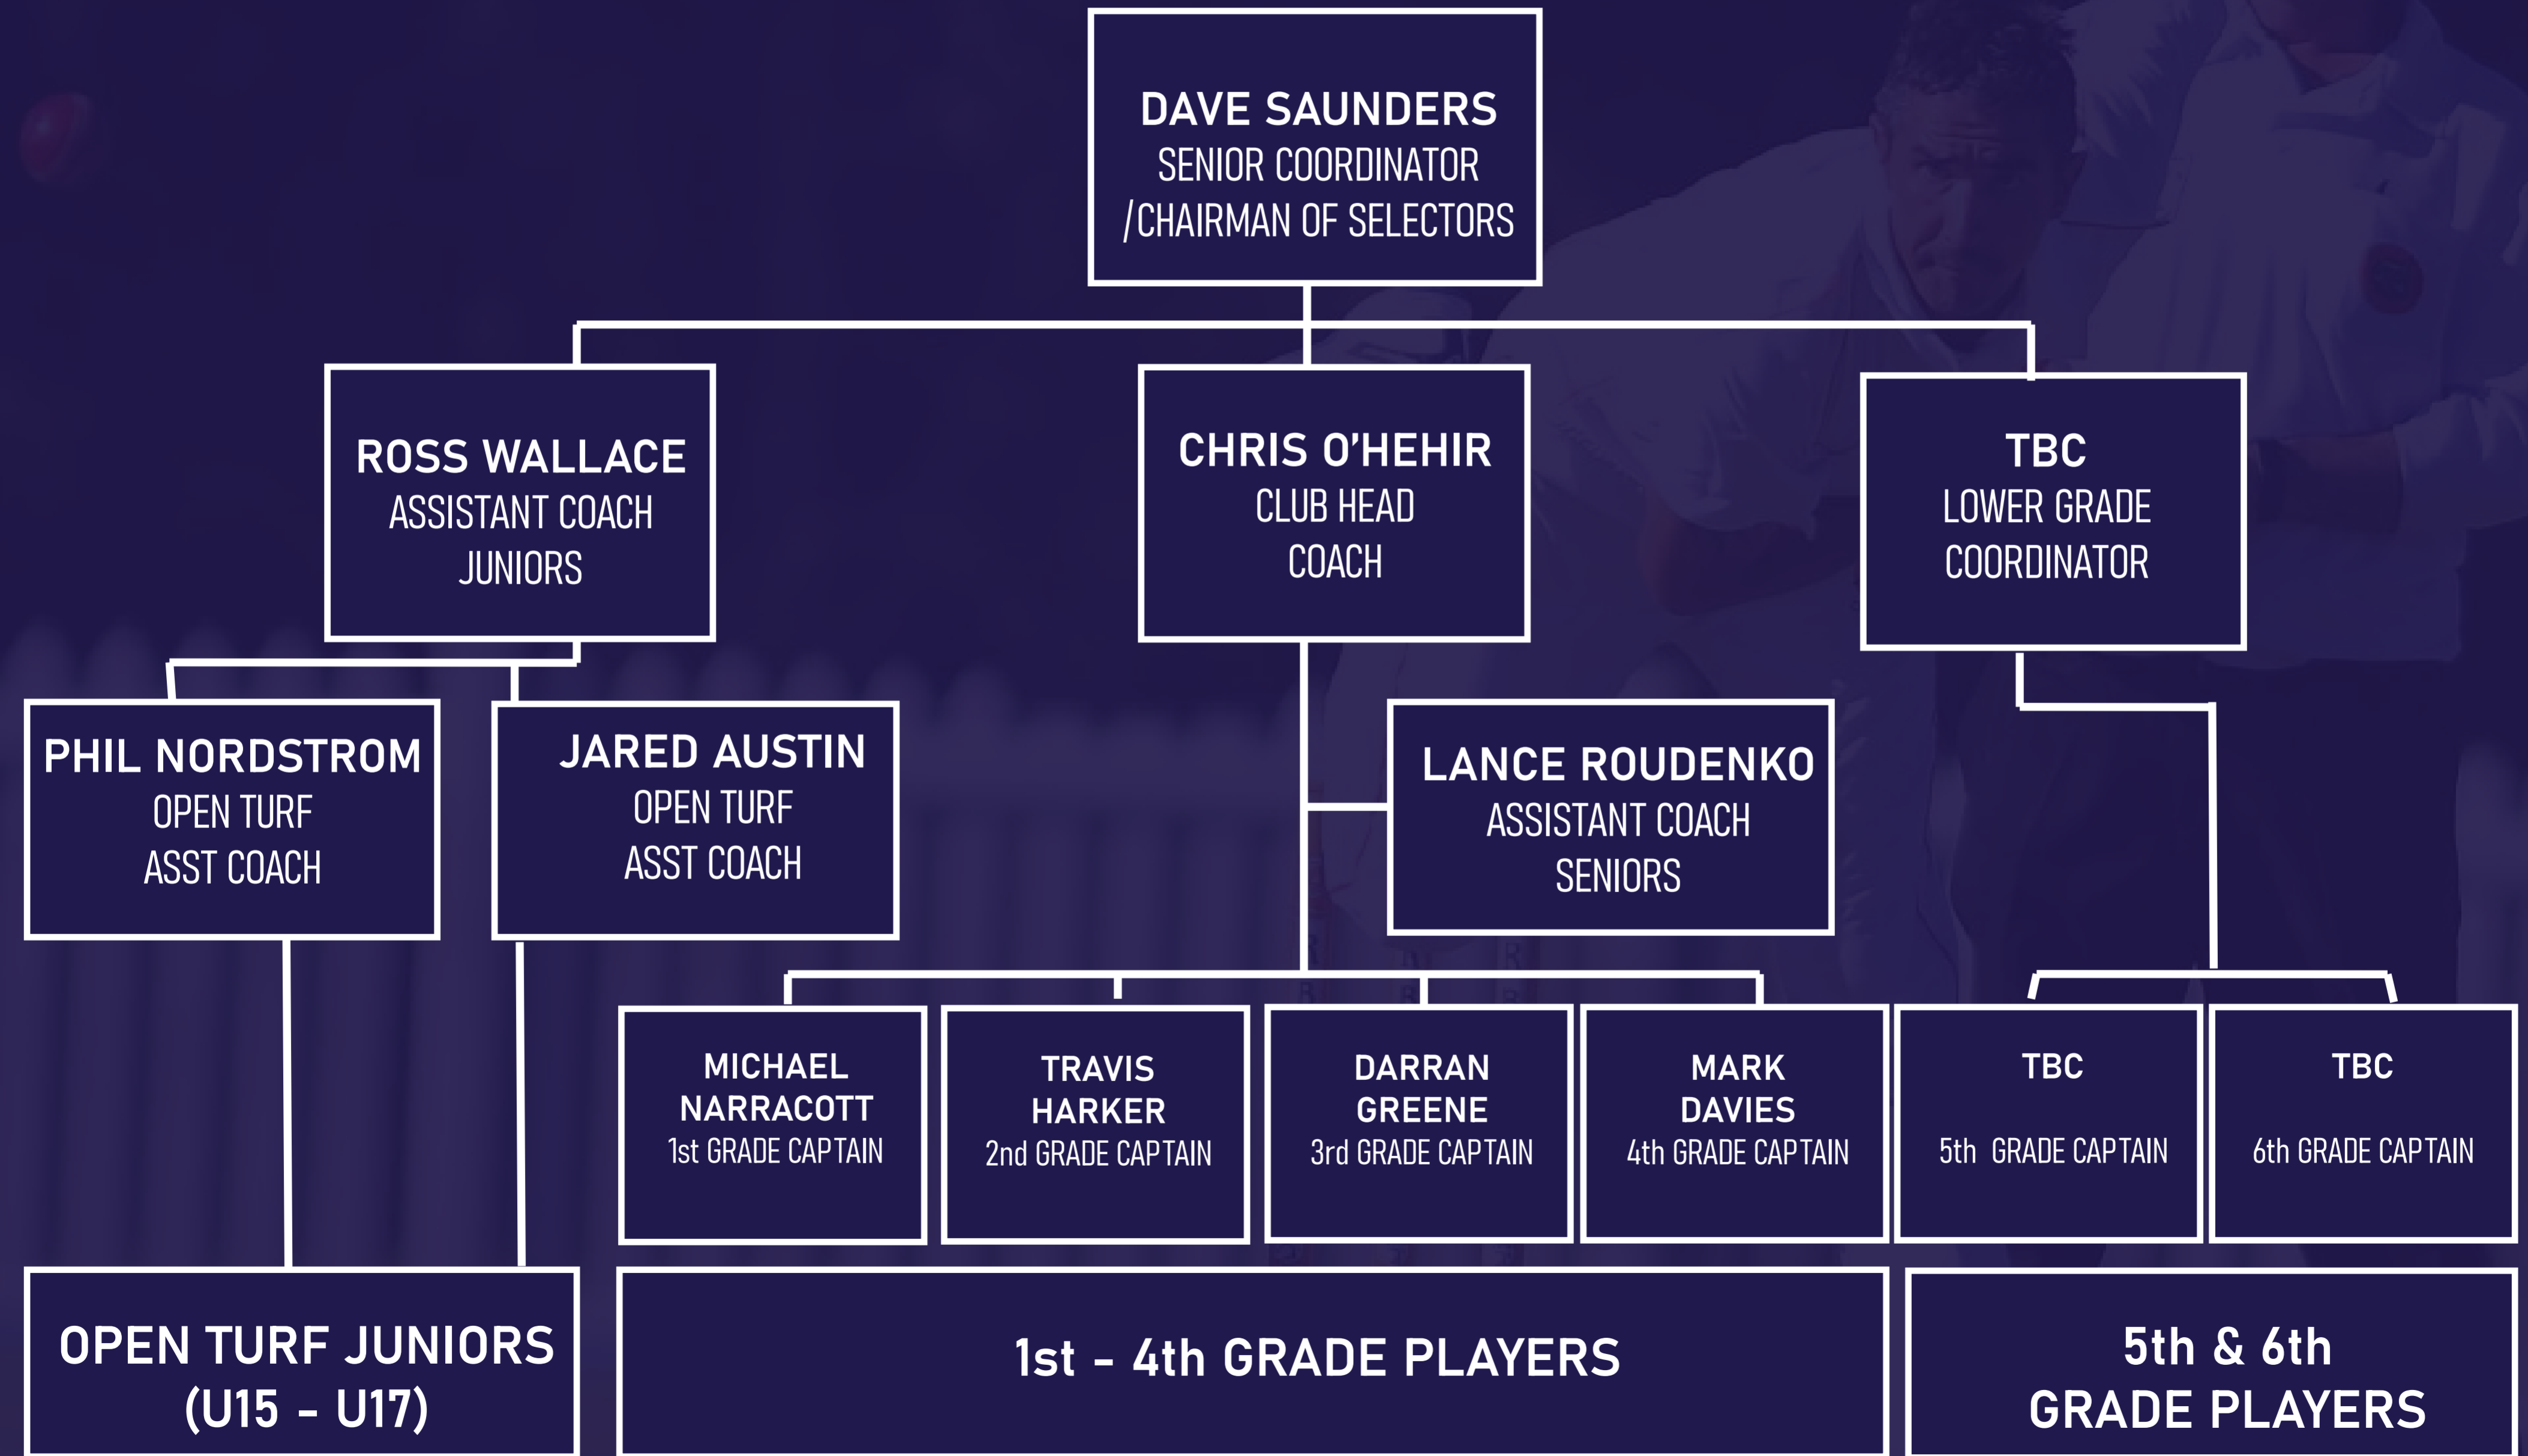 DAVE SAUNDERS
SENIOR COORDINATOR
/CHAIRMAN OF SELECTORS
ROSS WALLACE
ASSISTANT COACH
JUNIORS
CHRIS O'HEHIR
CLUB HEAD
COACH
TBC
LOWER GRADE
COORDINATOR
PHIL NORDSTROM
OPEN TURF
ASST COACH
JARED AUSTIN
OPEN TURF
ASST COACH
LANCE ROUDENKO
ASSISTANT COACH
SENIORS
MICHAEL
NARRACOTT
1st GRADE CAPTAIN
TRAVIS
HARKER
2nd GRADE CAPTAIN
DARRAN
GREENE
3rd GRADE CAPTAIN
MARK
DAVIES
4th GRADE CAPTAIN
TBC
5th GRADE CAPTAIN
TBC
6th GRADE CAPTAIN
OPEN TURF JUNIORS
(U15 - U17)
1st - 4th GRADE PLAYERS
5th & 6th
GRADE PLAYERS